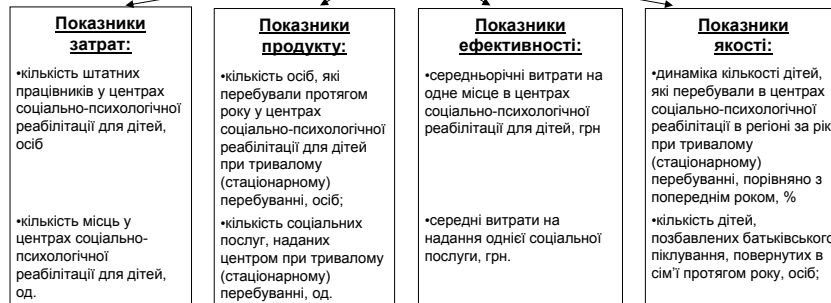 Показники
затрат:
•кількість штатних
працівників у центрах
соціально-психологічної
реабілітації для дітей,
осіб
•кількість місць у
центрах соціально-
психологічної
реабілітації для дітей,
од.
Показники
продукту:
•кількість осіб, які
перебували протягом
року у центрах
соціально-психологічної
реабілітації для дітей
при тривалому
(стаціонарному)
перебуванні, осіб;
•кількість соціальних
послуг, наданих
центром при тривалому
(стаціонарному)
перебуванні, од.
Показники
ефективності:
•середньорічні витрати на
одне місце в центрах
соціально-психологічної
реабілітації для дітей, грн
•середні витрати на
надання однієї соціальної
послуги, грн.
Показники
якості:
•динаміка кількості дітей,
які перебували в центрах
соціально-психологічної
реабілітації в регіоні за рік
при тривалому
(стаціонарному)
перебуванні, порівняно з
попереднім роком, %
•кількість дітей,
позбавлених батьківського
піклування, повернутих в
сім’ї протягом року, осіб;